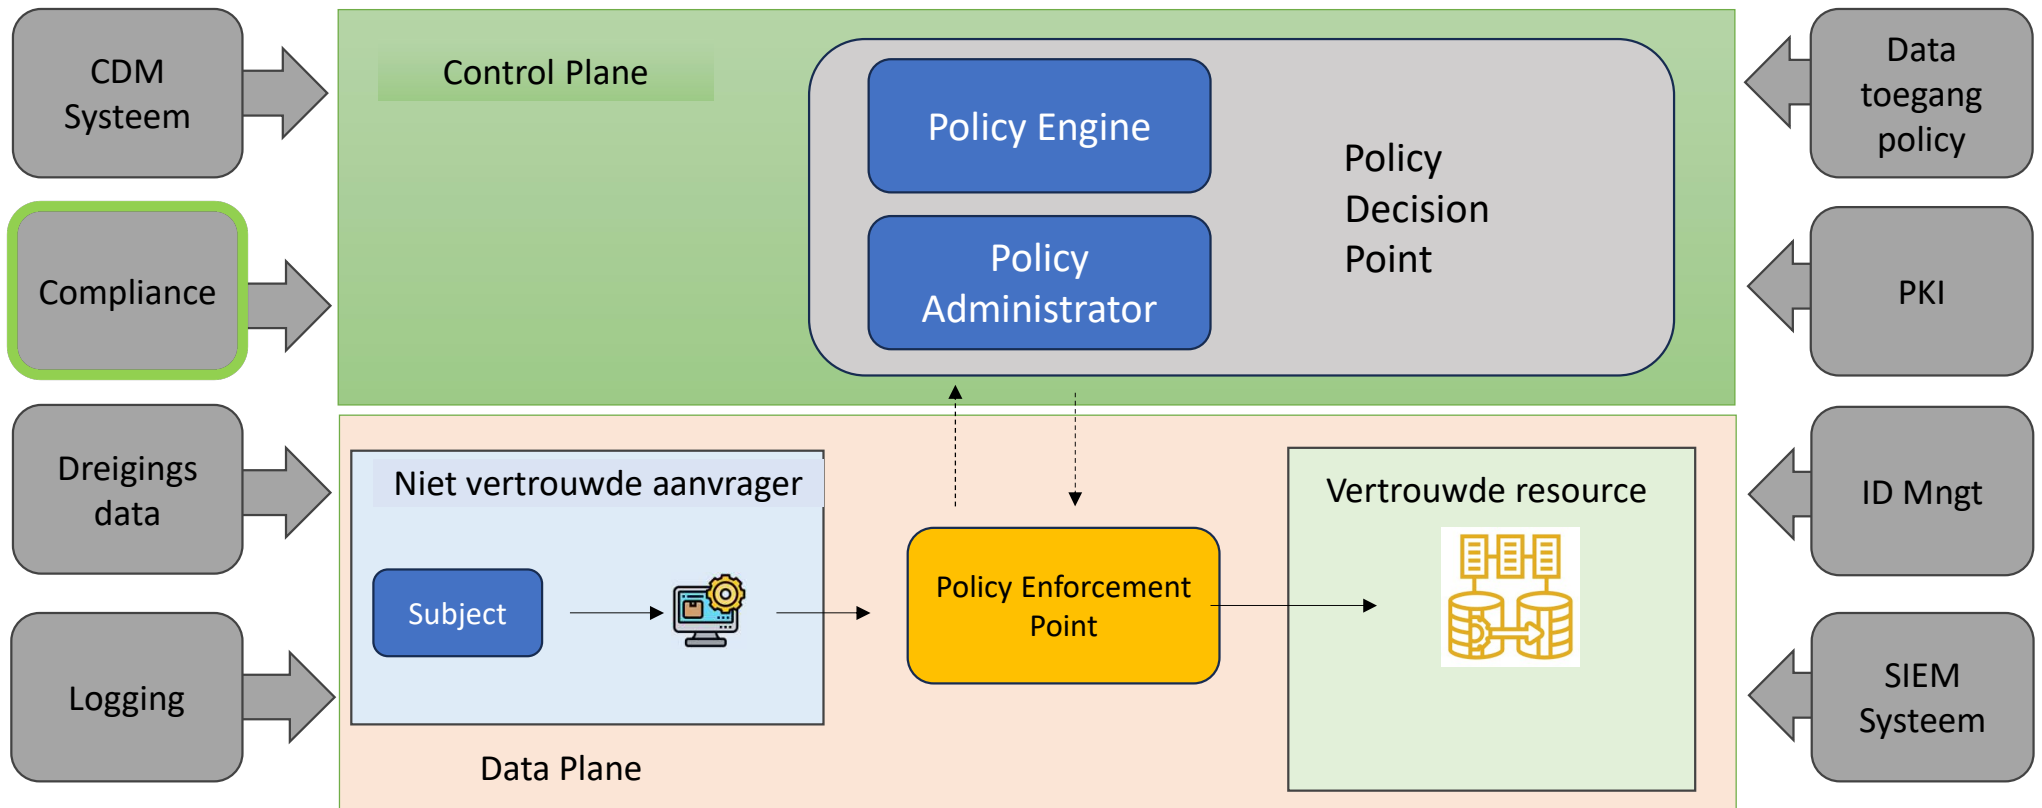 CDM
Systeem
Compliance
Dreigings
data
Logging
Control Plane
Policy Engine
Policy
Administrator
Policy
Decision
Point
Niet vertrouwde aanvrager
Subject
Policy Enforcement
Point
Vertrouwde resource
Data Plane
Data
toegang
policy
PKI
ID Mngt
SIEM
Systeem